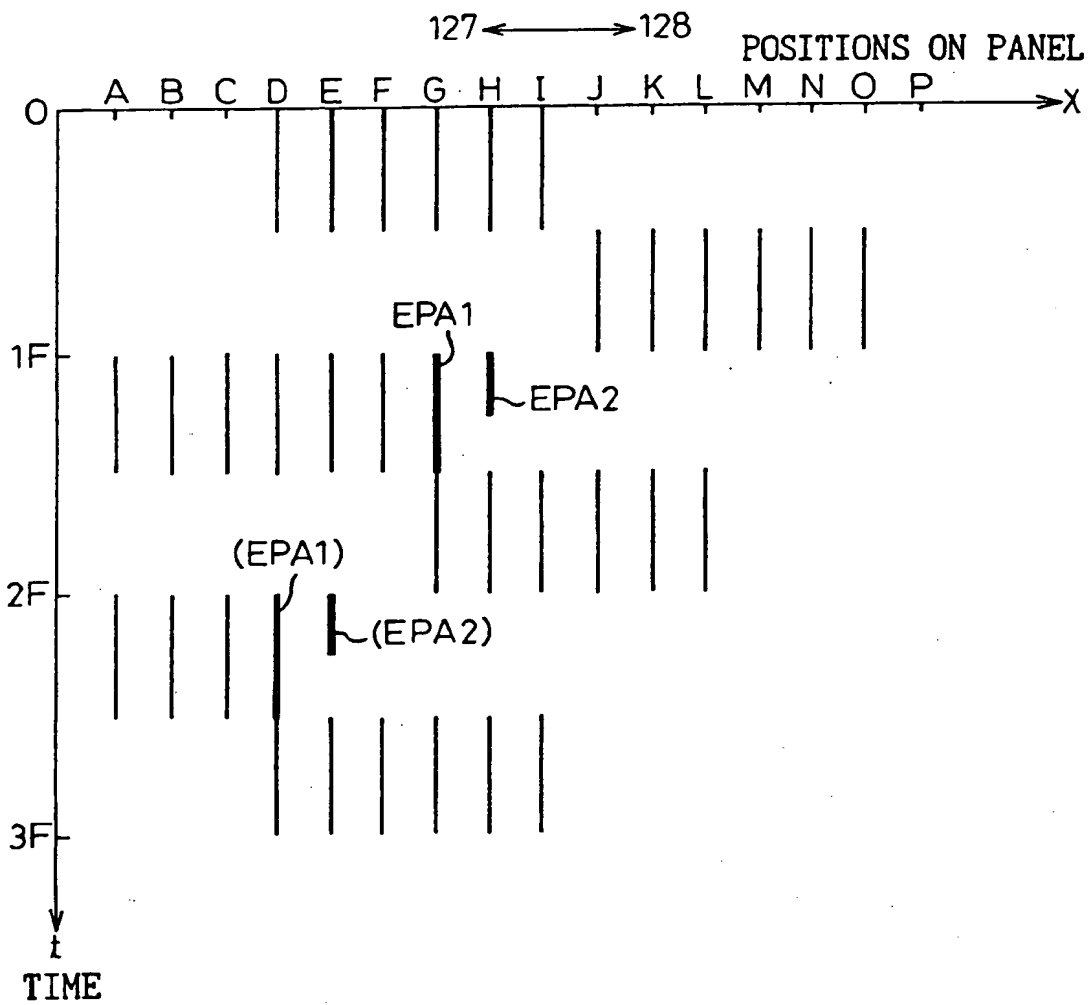 127 128
POSITIONS ON PANEL
A B C D E F G H I J K L M N O P
O X
EPA1
1F
EPA2
(EPA1)
2F
(EPA2)
3F
t
TIME